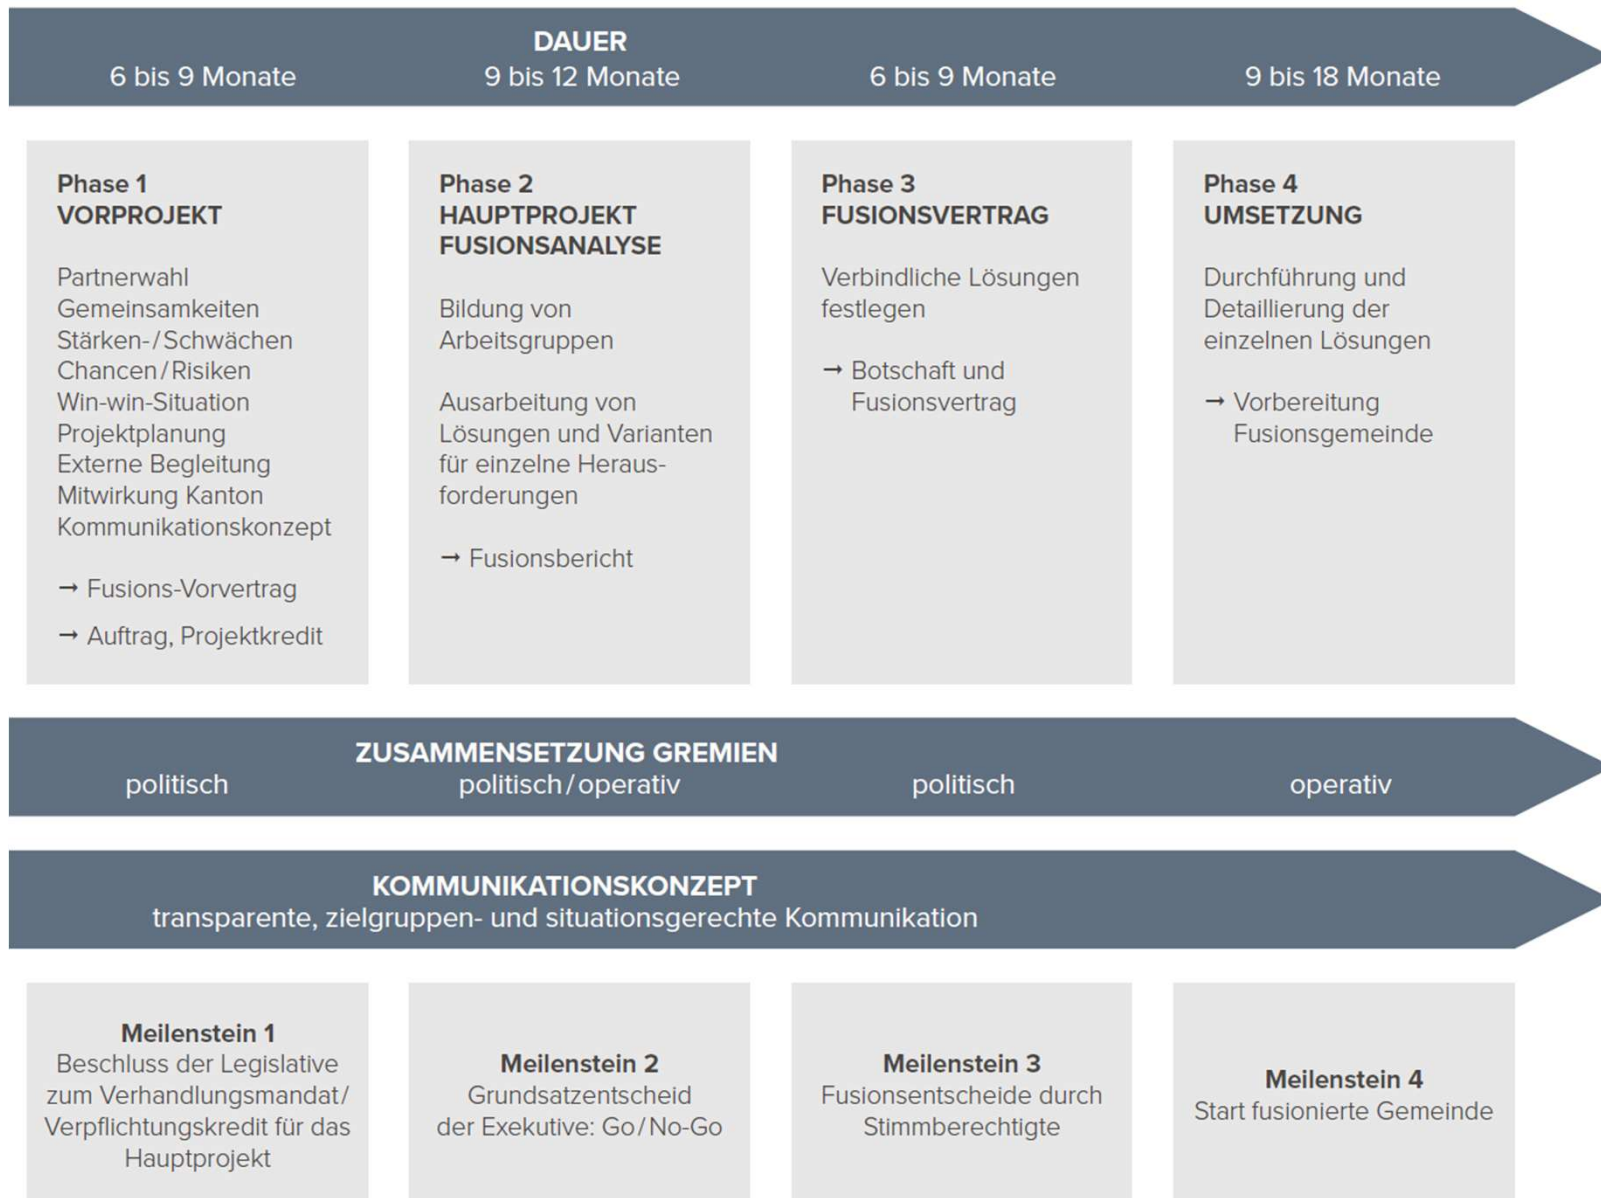 DAUER
6 bis 9 Monate
9 bis 12 Monate
6 bis 9 Monate
9 bis 18 Monate
Phase 1
VORPROJEKT
Partnerwahl
Gemeinsamkeiten
Stärken-/Schwächen
Chancen/Risiken
Win-win-Situation
Projektplanung
Externe Begleitung
Mitwirkung Kanton
Kommunikationskonzept
→ Fusions-Vorvertrag
→ Auftrag, Projektkredit
Phase 2
HAUPTPROJEKT
FUSIONSANALYSE
Bildung von
Arbeitsgruppen
Ausarbeitung von
Lösungen und Varianten
für einzelne Heraus-
forderungen
→ Fusionsbericht
Phase 3
FUSIONSVERTRAG
Verbindliche Lösungen
festlegen
→ Botschaft und
Fusionsvertrag
Phase 4
UMSETZUNG
Durchführung und
Detaillierung der
einzelnen Lösungen
→ Vorbereitung
Fusionsgemeinde
ZUSAMMENSETZUNG GREMIEN
politisch
politisch/operativ
politisch
operativ
KOMMUNIKATIONSKONZEPT
transparente, zielgruppen- und situationsgerechte Kommunikation
Meilenstein 1
Beschluss der Legislative
zum Verhandlungsmandat/
Verpflichtungskredit für das
Hauptprojekt
Meilenstein 2
Grundsatzentscheid
der Exekutive: Go/No-Go
Meilenstein 3
Fusionsentscheide durch
Stimmberechtigte
Meilenstein 4
Start fusionierte Gemeinde